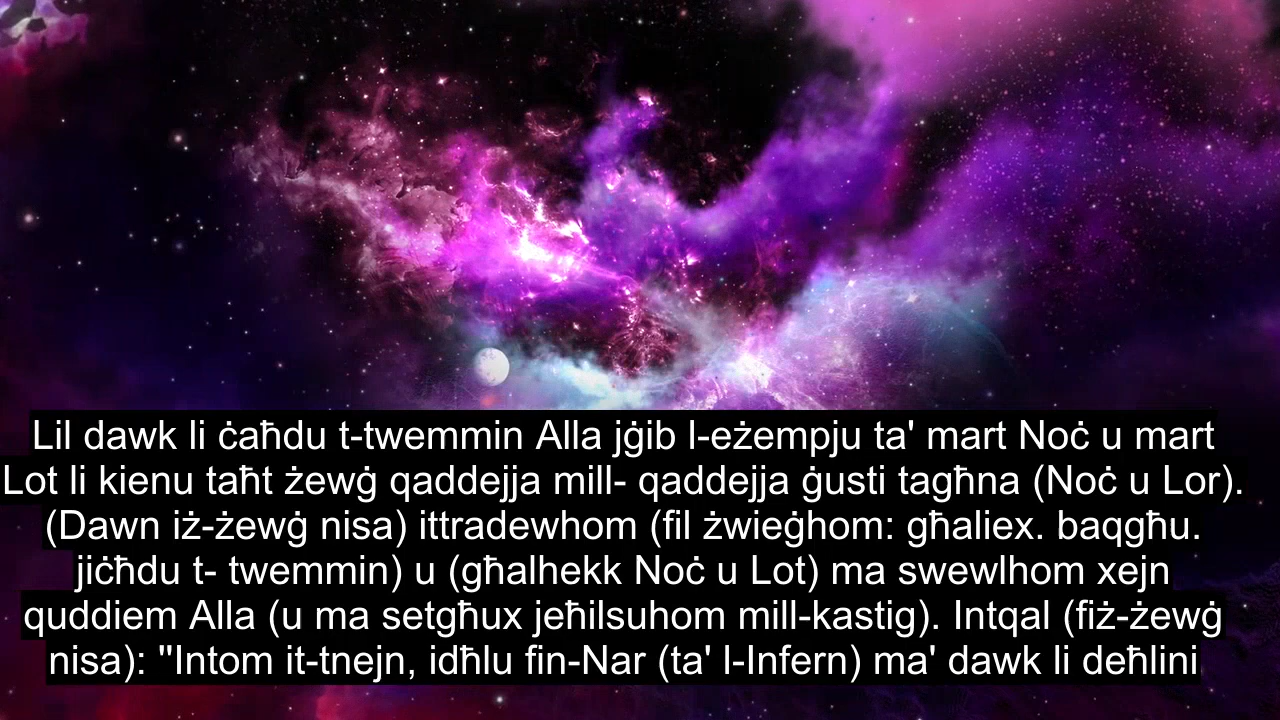 Lil dawk li ċaħdu t-twemmin Alla jġib l-eżempju ta' mart Noċ u mart
Lot li kienu taħt żewġ qaddejja mill- qaddejja ġusti tagħna (Noċ u Lor).
(Dawn iż-żewġ nisa) ittradewhom (fil żwieġhom: għaliex. baqgħu.
jiċħdu t- twemmin) u (għalhekk Noċ u Lot) ma swewlhom xejn
quddiem Alla (u ma setgħux jeħilsuhom mill-kastig). Intqal (fiż-żewġ
nisa): "Intom it-tnejn, idħlu fin-Nar (ta' l-Infern) ma' dawk li deħlini